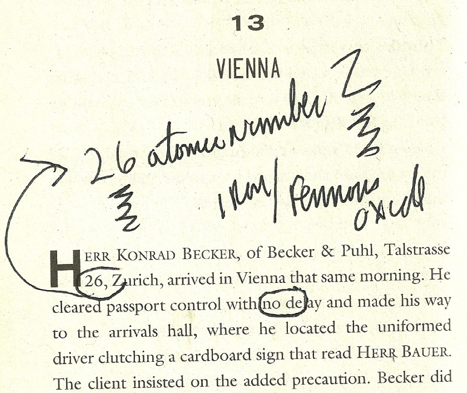 13
VIENNA
26 atomic number Z
iron/Ferrous
oxide
HERR KONRAD BECKER, of Becker & Puhl, Talstrasse
26, Zurich, arrived in Vienna that same morning. He
cleared passport control with no delay and made his way
to the arrivals hall, where he located the uniformed
driver clutching a cardboard sign that read HERR BAUER.
The client insisted on the added precaution. Becker did